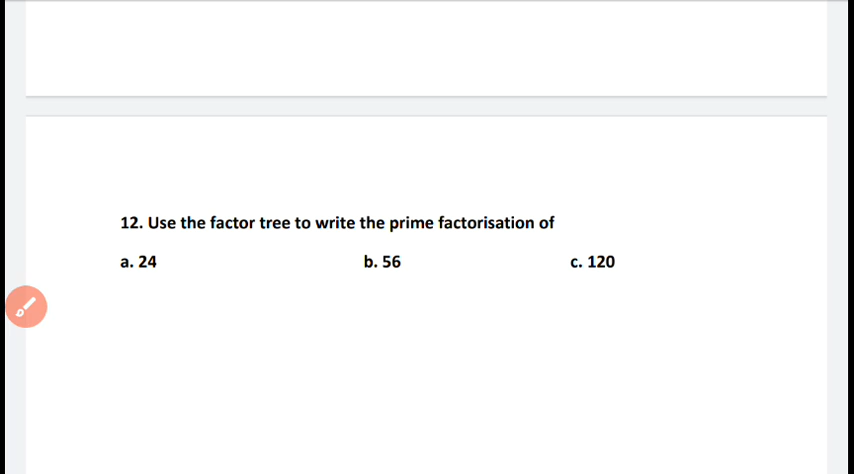 12. Use the factor tree to write the prime factorisation of
a. 24 b. 56 c. 120